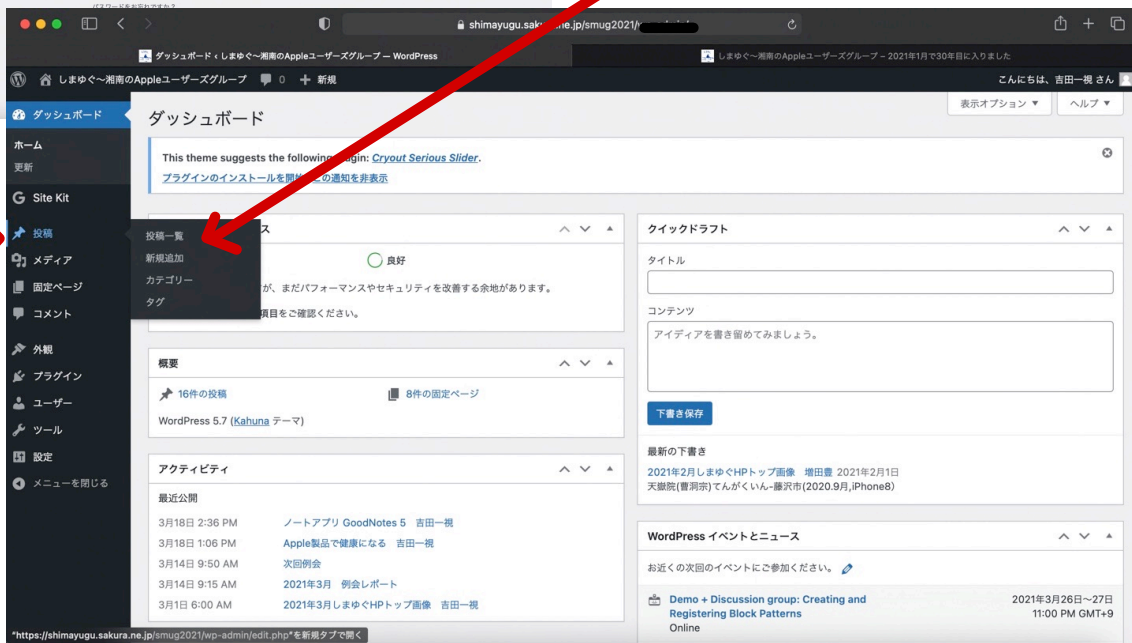 パスワードをお忘れですか？
shimayugu.sakura.ne.jp/smug2021/
ダッシュボード ‹ しまゆぐ〜湘南のAppleユーザーズグループ — WordPress
しまゆぐ〜湘南のAppleユーザーズグループ – 2021年1月で30年目に入りました
しまゆぐ〜湘南のAppleユーザーズグループ 0 新規
こんにちは、吉田一視 さん
ダッシュボード
ホーム
更新
Site Kit
投稿
メディア
固定ページ
コメント
外観
プラグイン
ユーザー
ツール
設定
メニューを閉じる
投稿一覧
新規追加
カテゴリー
タグ
表示オプション ▼
ヘルプ ▼
ダッシュボード
This theme suggests the following plugin: Cryout Serious Slider.
プラグインのインストールを開始 この通知を非表示
ス
良好
が、まだパフォーマンスやセキュリティを改善する余地があります。
項目をご確認ください。
概要
16件の投稿
8件の固定ページ
WordPress 5.7 (Kahuna テーマ)
アクティビティ
最近公開
3月18日 2:36 PM ノートアプリ GoodNotes 5 吉田一視
3月18日 1:06 PM Apple製品で健康になる 吉田一視
3月14日 9:50 AM 次回例会
3月14日 9:15 AM 2021年3月 例会レポート
3月1日 6:00 AM 2021年3月しまゆぐHPトップ画像 吉田一視
クイックドラフト
タイトル
コンテンツ
アイディアを書き留めてみましょう。
下書き保存
最新の下書き
2021年2月しまゆぐHPトップ画像 増田豊 2021年2月1日
天嶽院(曹洞宗)てんがくいん-藤沢市(2020.9月,iPhone8)
WordPress イベントとニュース
お近くの次回のイベントにご参加ください。
Demo + Discussion group: Creating and
Registering Block Patterns
Online
2021年3月26日〜27日
11:00 PM GMT+9
"https://shimayugu.sakura.ne.jp/smug2021/wp-admin/edit.php"を新規タブで開く